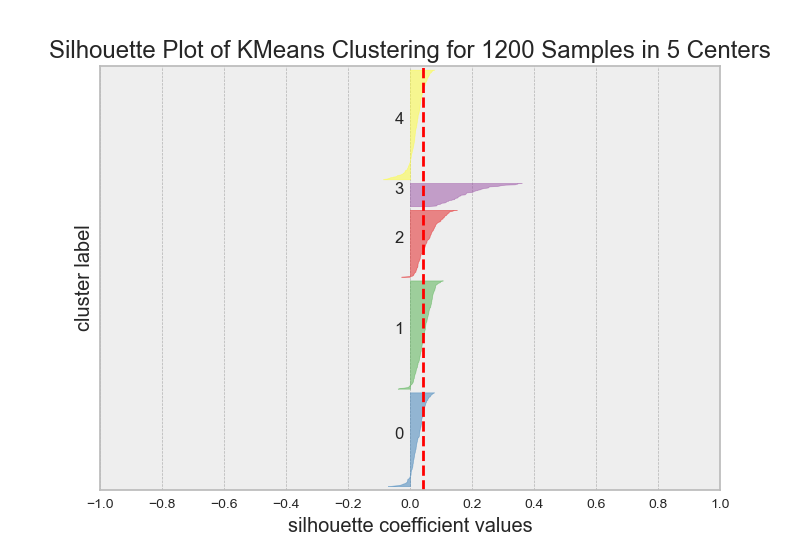 Silhouette Plot of KMeans Clustering for 1200 Samples in 5 Centers
4
3
2
1
0
cluster label
−1.0 −0.8 −0.6 −0.4 −0.2 0.0 0.2 0.4 0.6 0.8 1.0
silhouette coefficient values